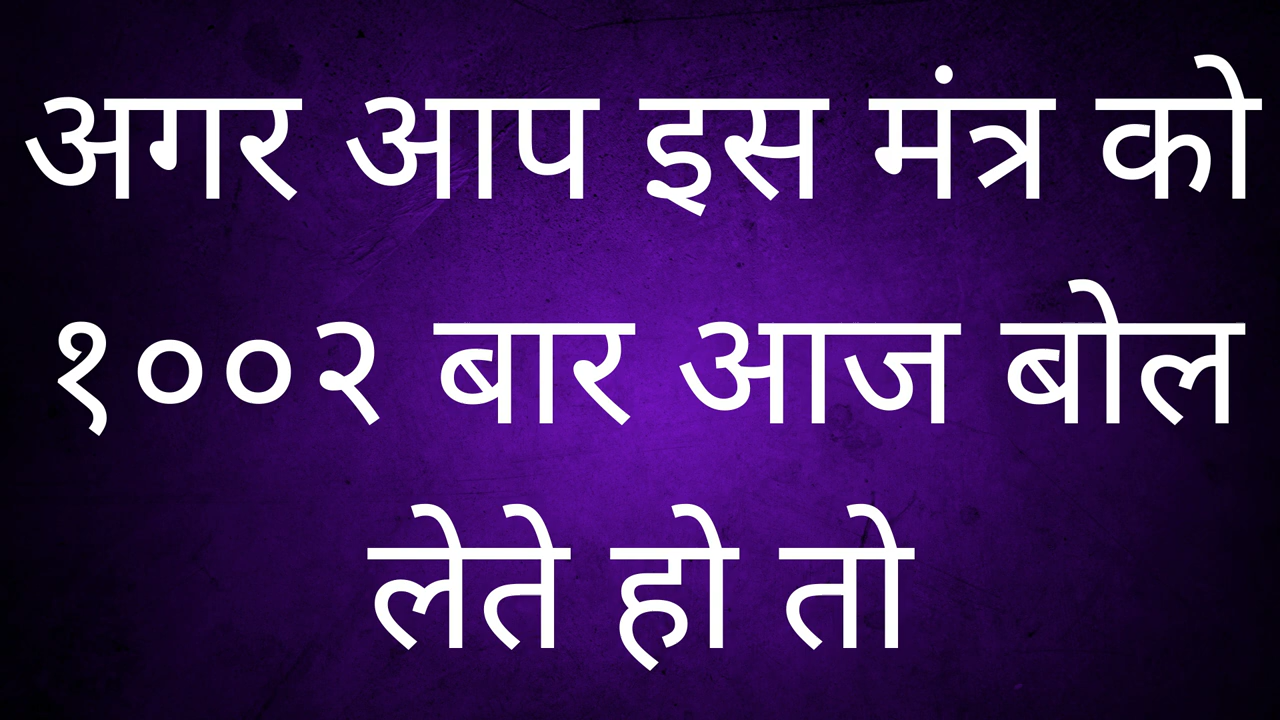 अगर आप इस मंत्र को
१००२ बार आज बोल
लेते हो तो